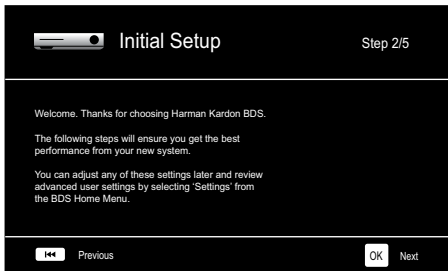 Initial Setup
Step 2/5
Welcome. Thanks for choosing Harman Kardon BDS.
The following steps will ensure you get the best
performance from your new system.
You can adjust any of these settings later and review
advanced user settings by selecting ‘Settings’ from
the BDS Home Menu.
Previous
OK
Next